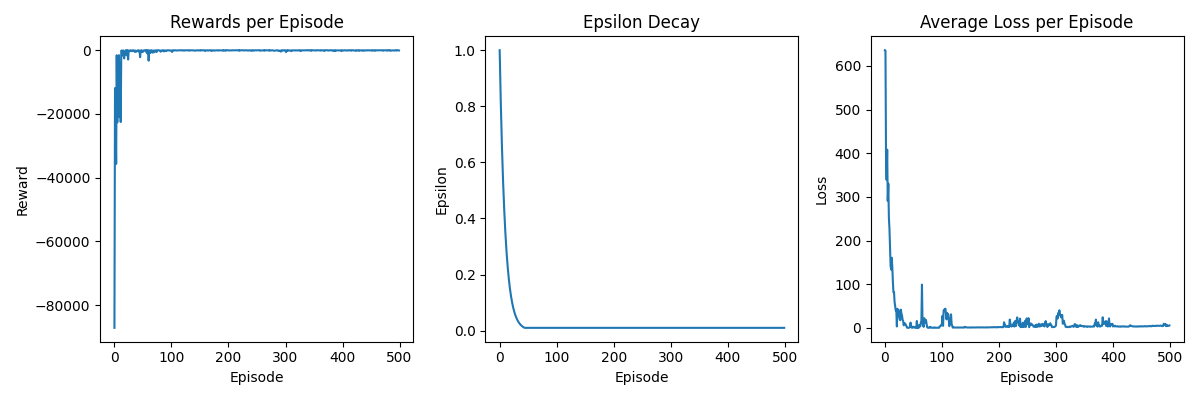 Rewards per Episode
0
−20000
−40000
−60000
−80000
Reward
0 100 200 300 400 500
Episode
Epsilon Decay
1.0
0.8
0.6
0.4
0.2
0.0
Epsilon
0 100 200 300 400 500
Episode
Average Loss per Episode
600
500
400
300
200
100
0
Loss
0 100 200 300 400 500
Episode